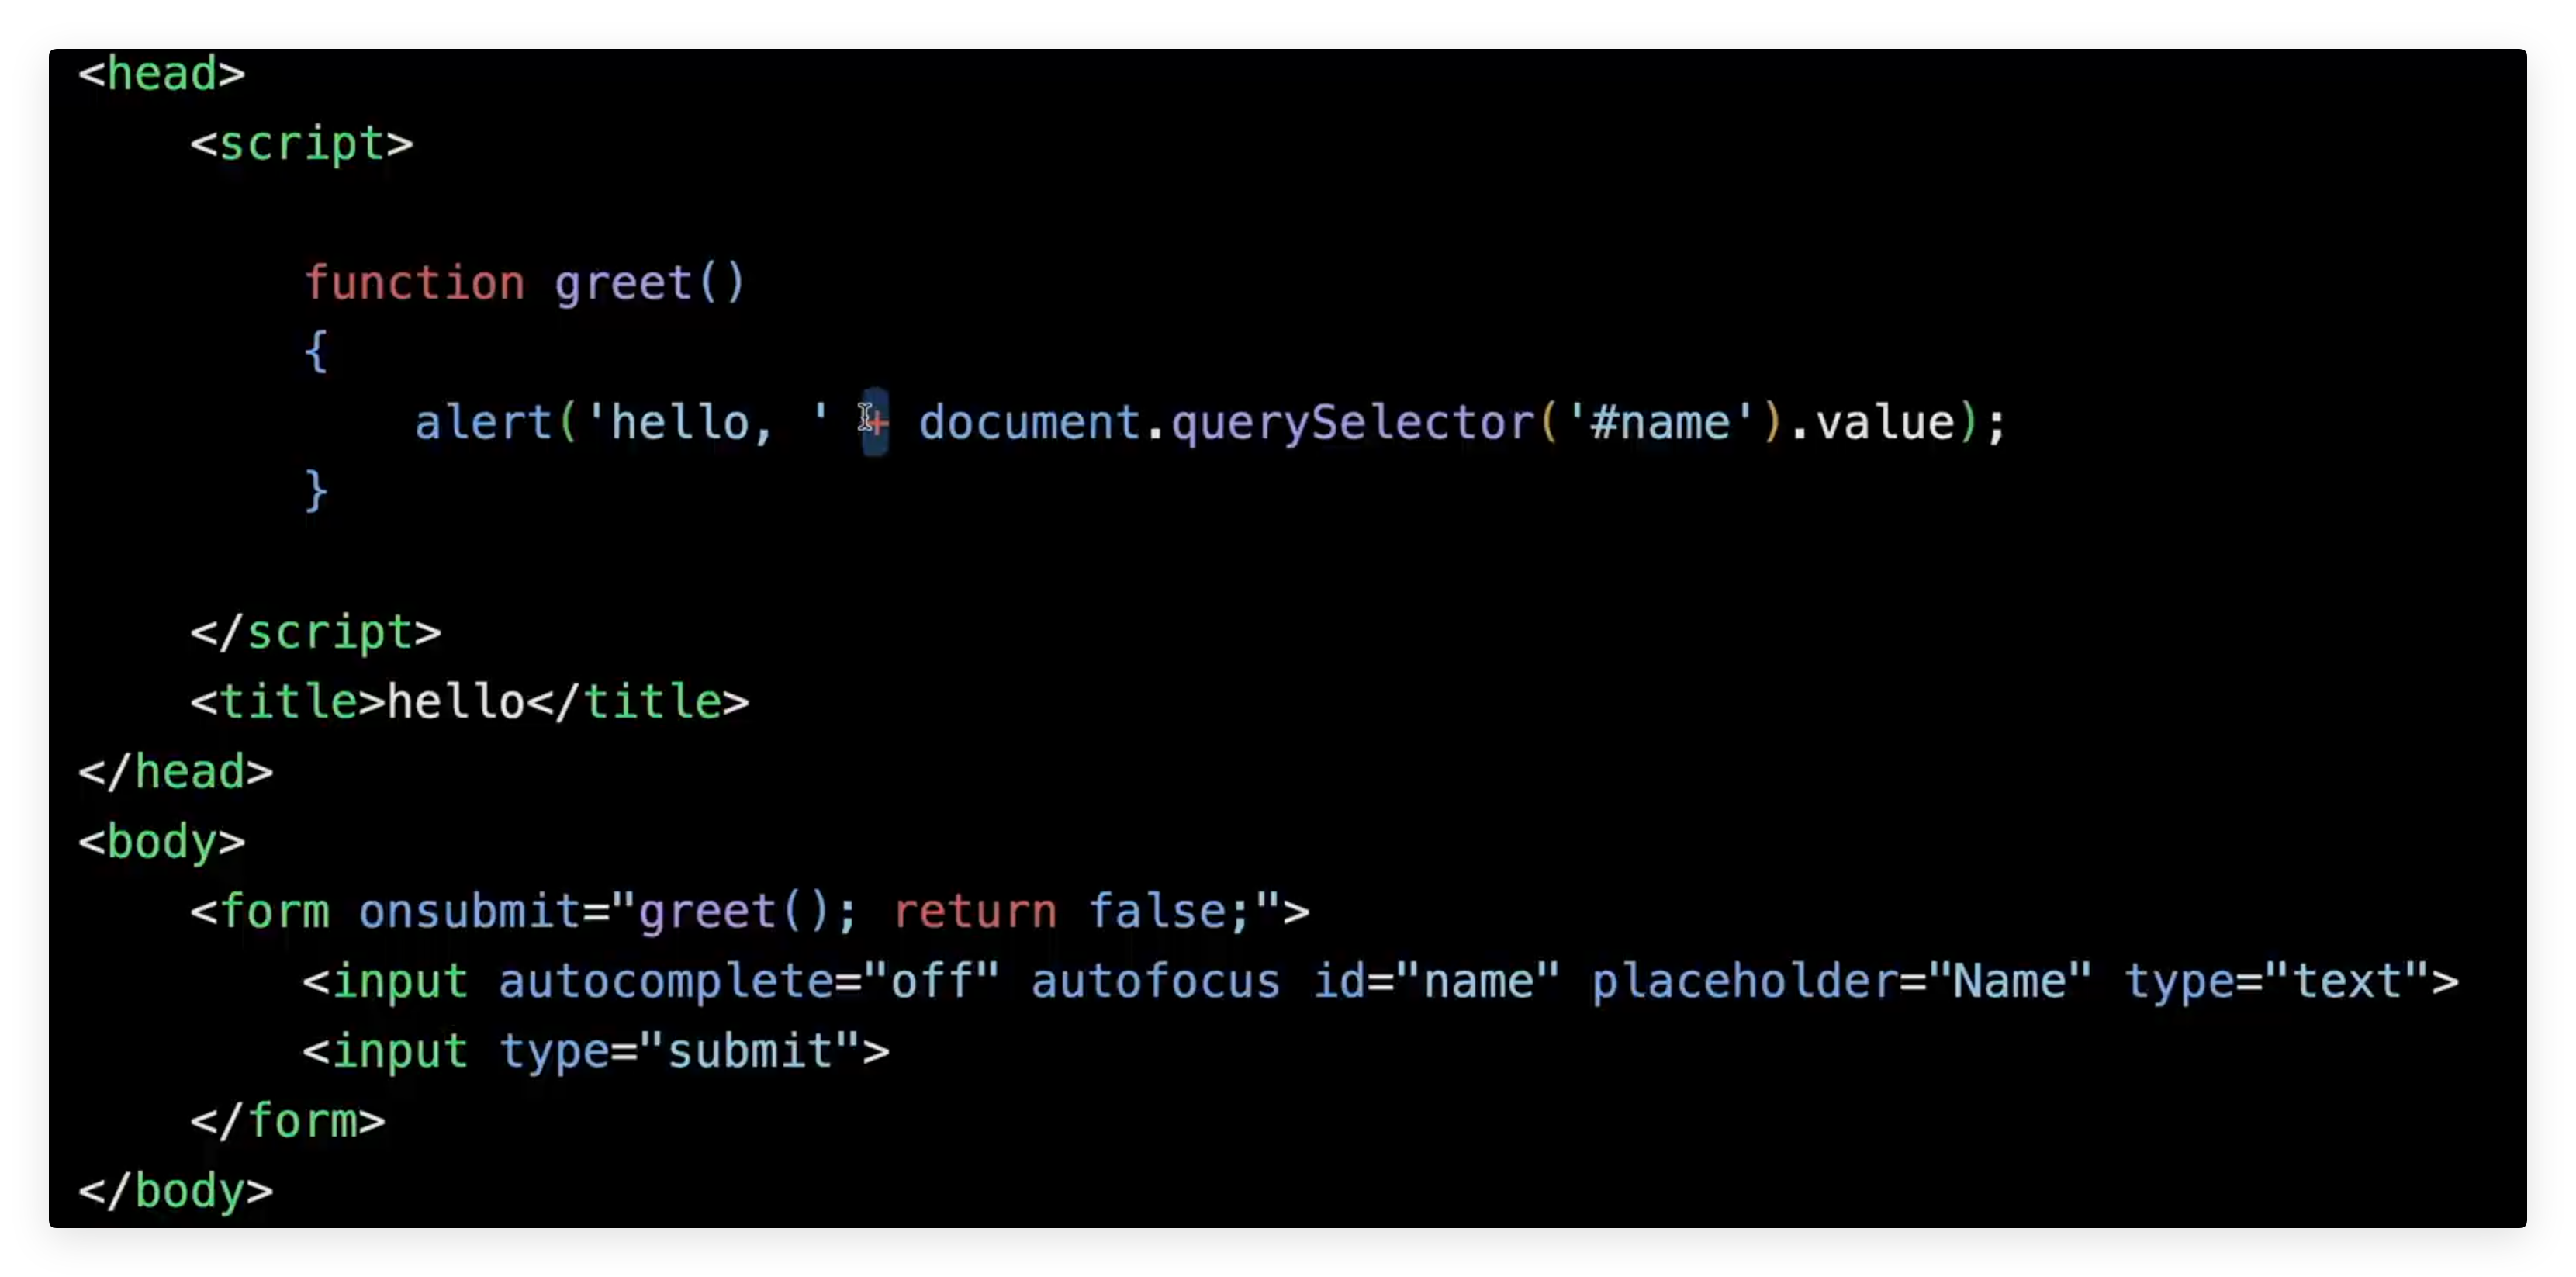 <head>
    <script>

        function greet()
        {
            alert('hello, ' + document.querySelector('#name').value);
        }

    </script>
    <title>hello</title>
</head>
<body>
    <form onsubmit="greet(); return false;">
        <input autocomplete="off" autofocus id="name" placeholder="Name" type="text">
        <input type="submit">
    </form>
</body>